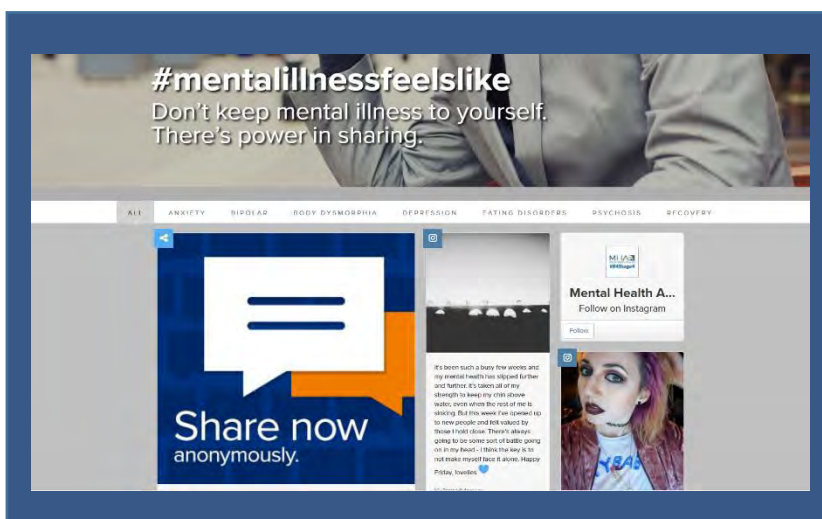 #mentalillnessfeelslike
Don't keep mental illness to yourself.
There's power in sharing.
ALL ANXIETY BIPOLAR BODY DYSMORPHIA DEPRESSION EATING DISORDERS PSYCHOSIS RECOVERY
Share now
anonymously.
It's been such a busy few weeks and
my mental health has slipped further
and further. It's taken all of my
strength to keep my chin above
water, even when the rest of me is
sinking. But this week I've opened up
to new people and felt valued by
those I hold close. There's always
going to be some sort of battle going
on in my head - I think the key is to
not make myself face it alone. Happy
Friday, lovelies
Mental Health A...
Follow on Instagram
Follow